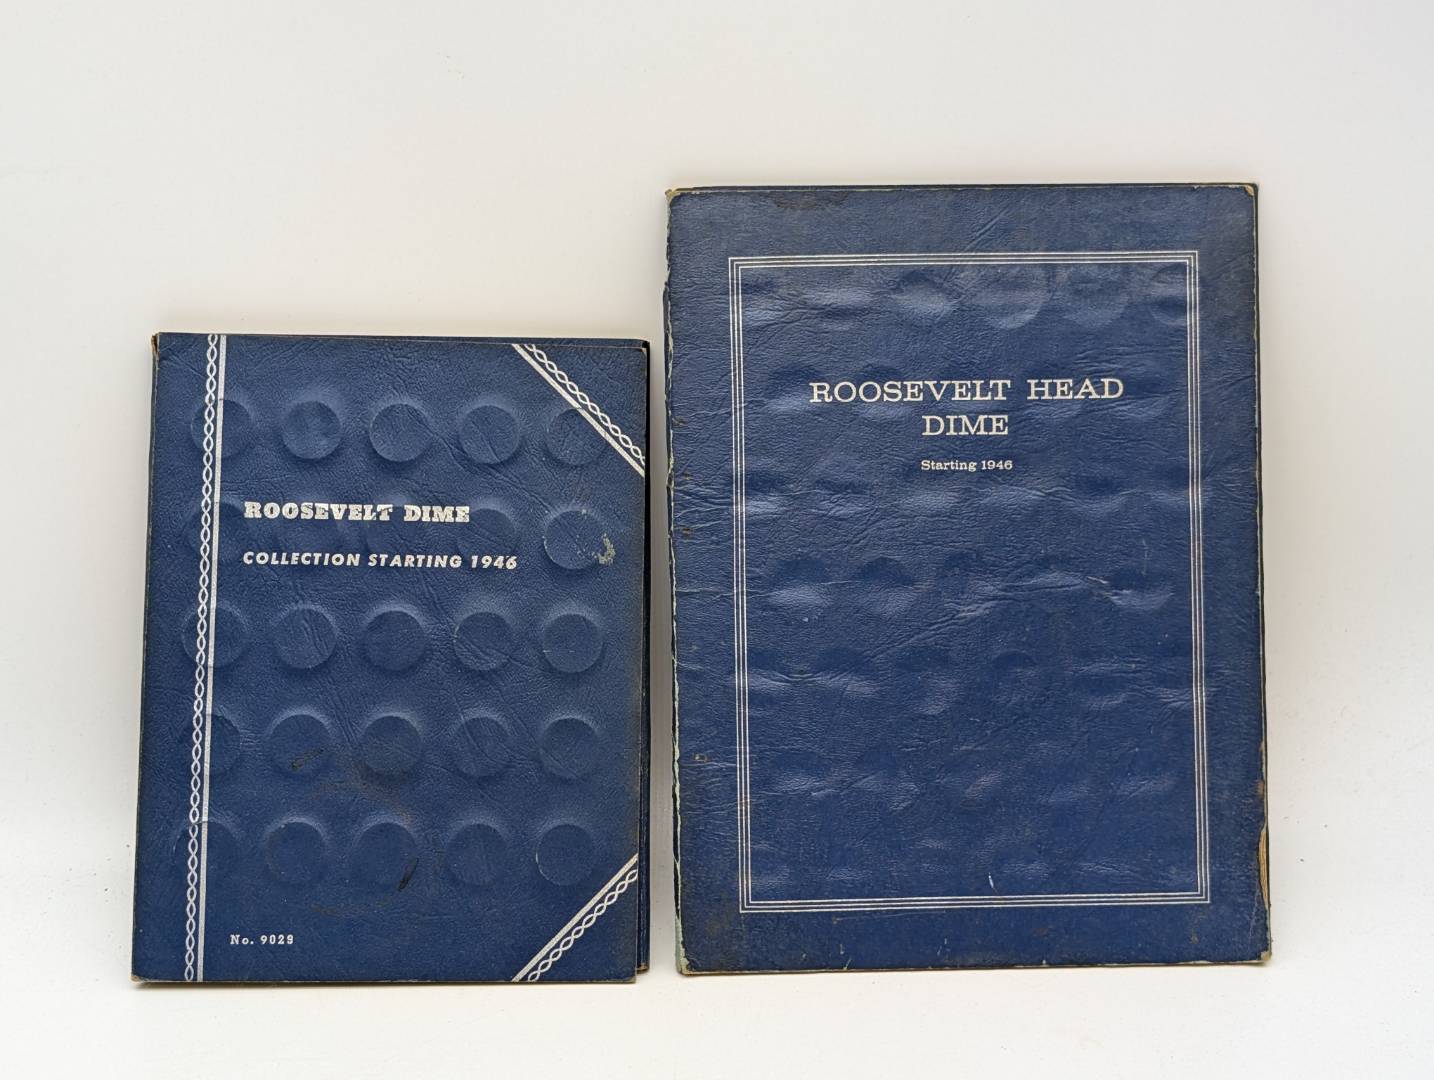 ROOSEVELT DIME
COLLECTION STARTING 1946
No. 9029
ROOSEVELT HEAD
DIME
Starting 1946